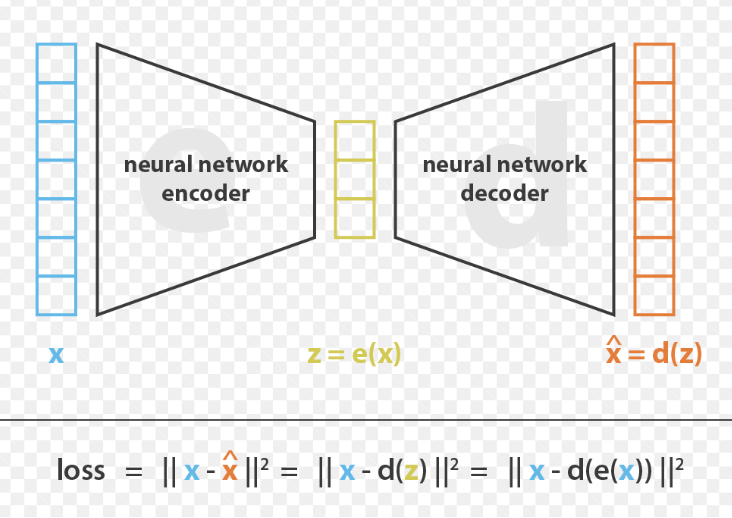 e
neural network
encoder
d
neural network
decoder
x
z = e(x)
x̂ = d(z)
loss = || x - x̂ ||² = || x - d(z) ||² = || x - d(e(x)) ||²